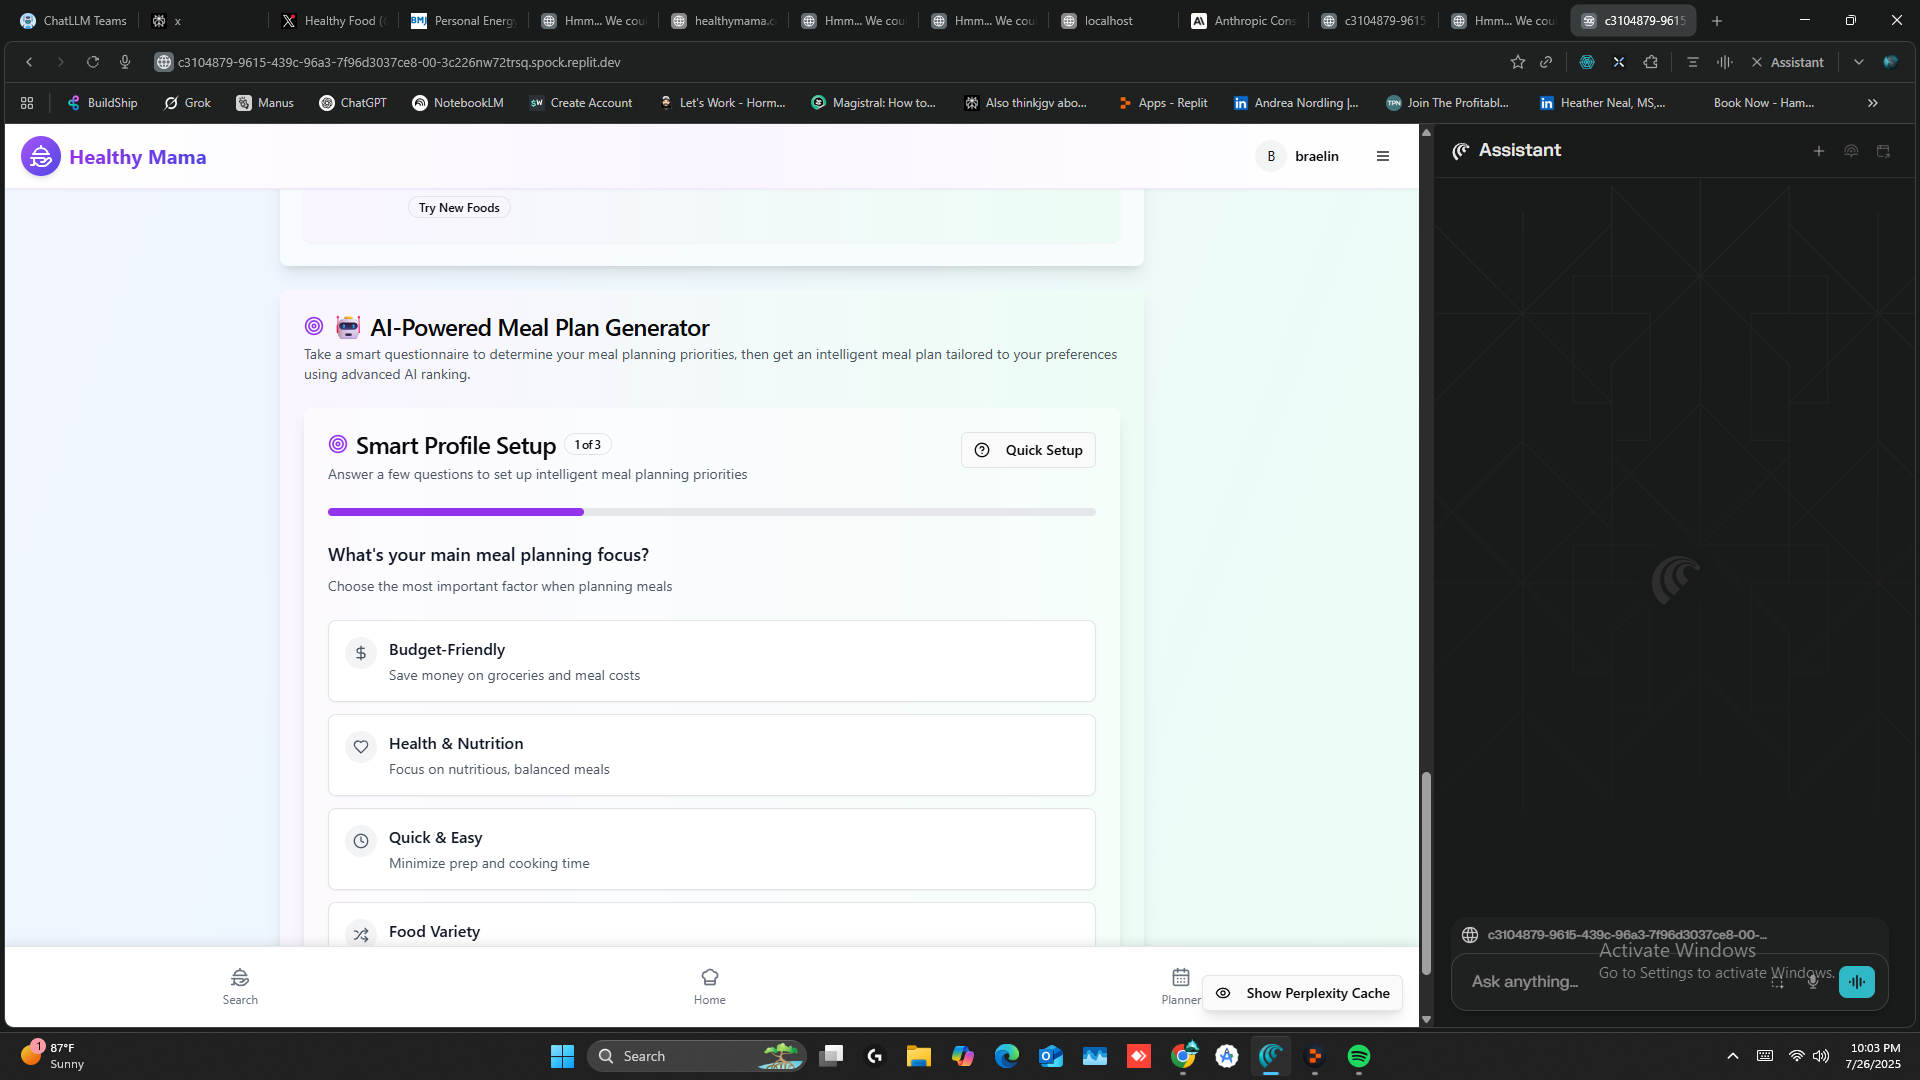 ChatLLM Teams
x
Healthy Food (
Personal Energy
Hmm... We cou
healthymama.c
Hmm... We cou
Hmm... We cou
localhost
Anthropic Cons
c3104879-9615
Hmm... We cou
c3104879-9615
c3104879-9615-439c-96a3-7f96d3037ce8-00-3c226nw72trsq.spock.replit.dev
Assistant
BuildShip
Grok
Manus
ChatGPT
NotebookLM
Create Account
Let's Work - Horm...
Magistral: How to...
Also thinkjgv abo...
Apps - Replit
Andrea Nordling |...
Join The Profitabl...
Heather Neal, MS,...
Book Now - Ham...
Healthy Mama
B
braelin
Try New Foods
AI-Powered Meal Plan Generator
Take a smart questionnaire to determine your meal planning priorities, then get an intelligent meal plan tailored to your preferences
using advanced AI ranking.
Smart Profile Setup
1 of 3
Quick Setup
Answer a few questions to set up intelligent meal planning priorities
What's your main meal planning focus?
Choose the most important factor when planning meals
Budget-Friendly
Save money on groceries and meal costs
Health & Nutrition
Focus on nutritious, balanced meals
Quick & Easy
Minimize prep and cooking time
Food Variety
Search
Home
Planner
Show Perplexity Cache
Assistant
c3104879-9615-439c-96a3-7f96d3037ce8-00-...
Activate Windows
Go to Settings to activate Windows.
Ask anything...
1
87°F
Sunny
Search
10:03 PM
7/26/2025